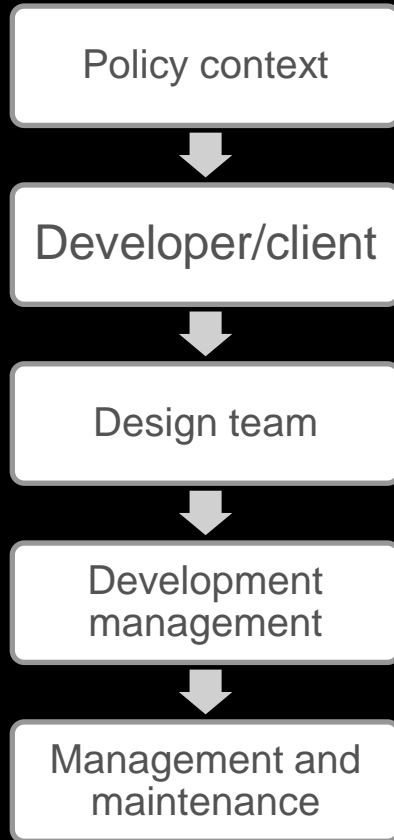 Policy context
Developer/client
Design team
Development
management
Management and
maintenance